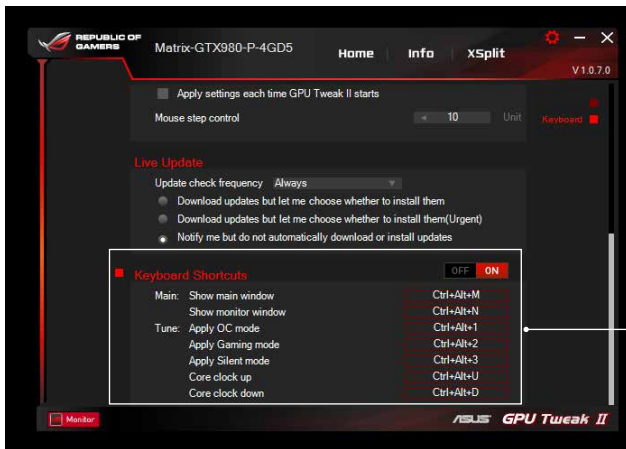 REPUBLIC OF
GAMERS
Matrix-GTX980-P-4GD5
Home Info XSplit
V 1.0.7.0
Apply settings each time GPU Tweak II starts
Mouse step control 10 Unit
Keyboard
Live Update
Update check frequency Always
Download updates but let me choose whether to install them
Download updates but let me choose whether to install them(Urgent)
Notify me but do not automatically download or install updates
Keyboard Shortcuts OFF ON
Main: Show main window Ctrl+Alt+M
Show monitor window Ctrl+Alt+N
Tune: Apply OC mode Ctrl+Alt+1
Apply Gaming mode Ctrl+Alt+2
Apply Silent mode Ctrl+Alt+3
Core clock up Ctrl+Alt+U
Core clock down Ctrl+Alt+D
Monitor
ASUS GPU Tweak II